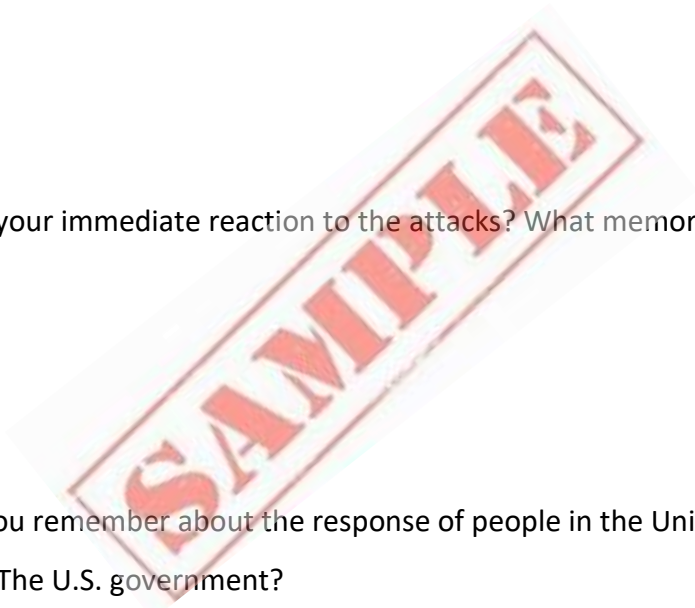 your immediate reaction to the attacks? What memor
SAMPLE
ou remember about the response of people in the Uni
The U.S. government?